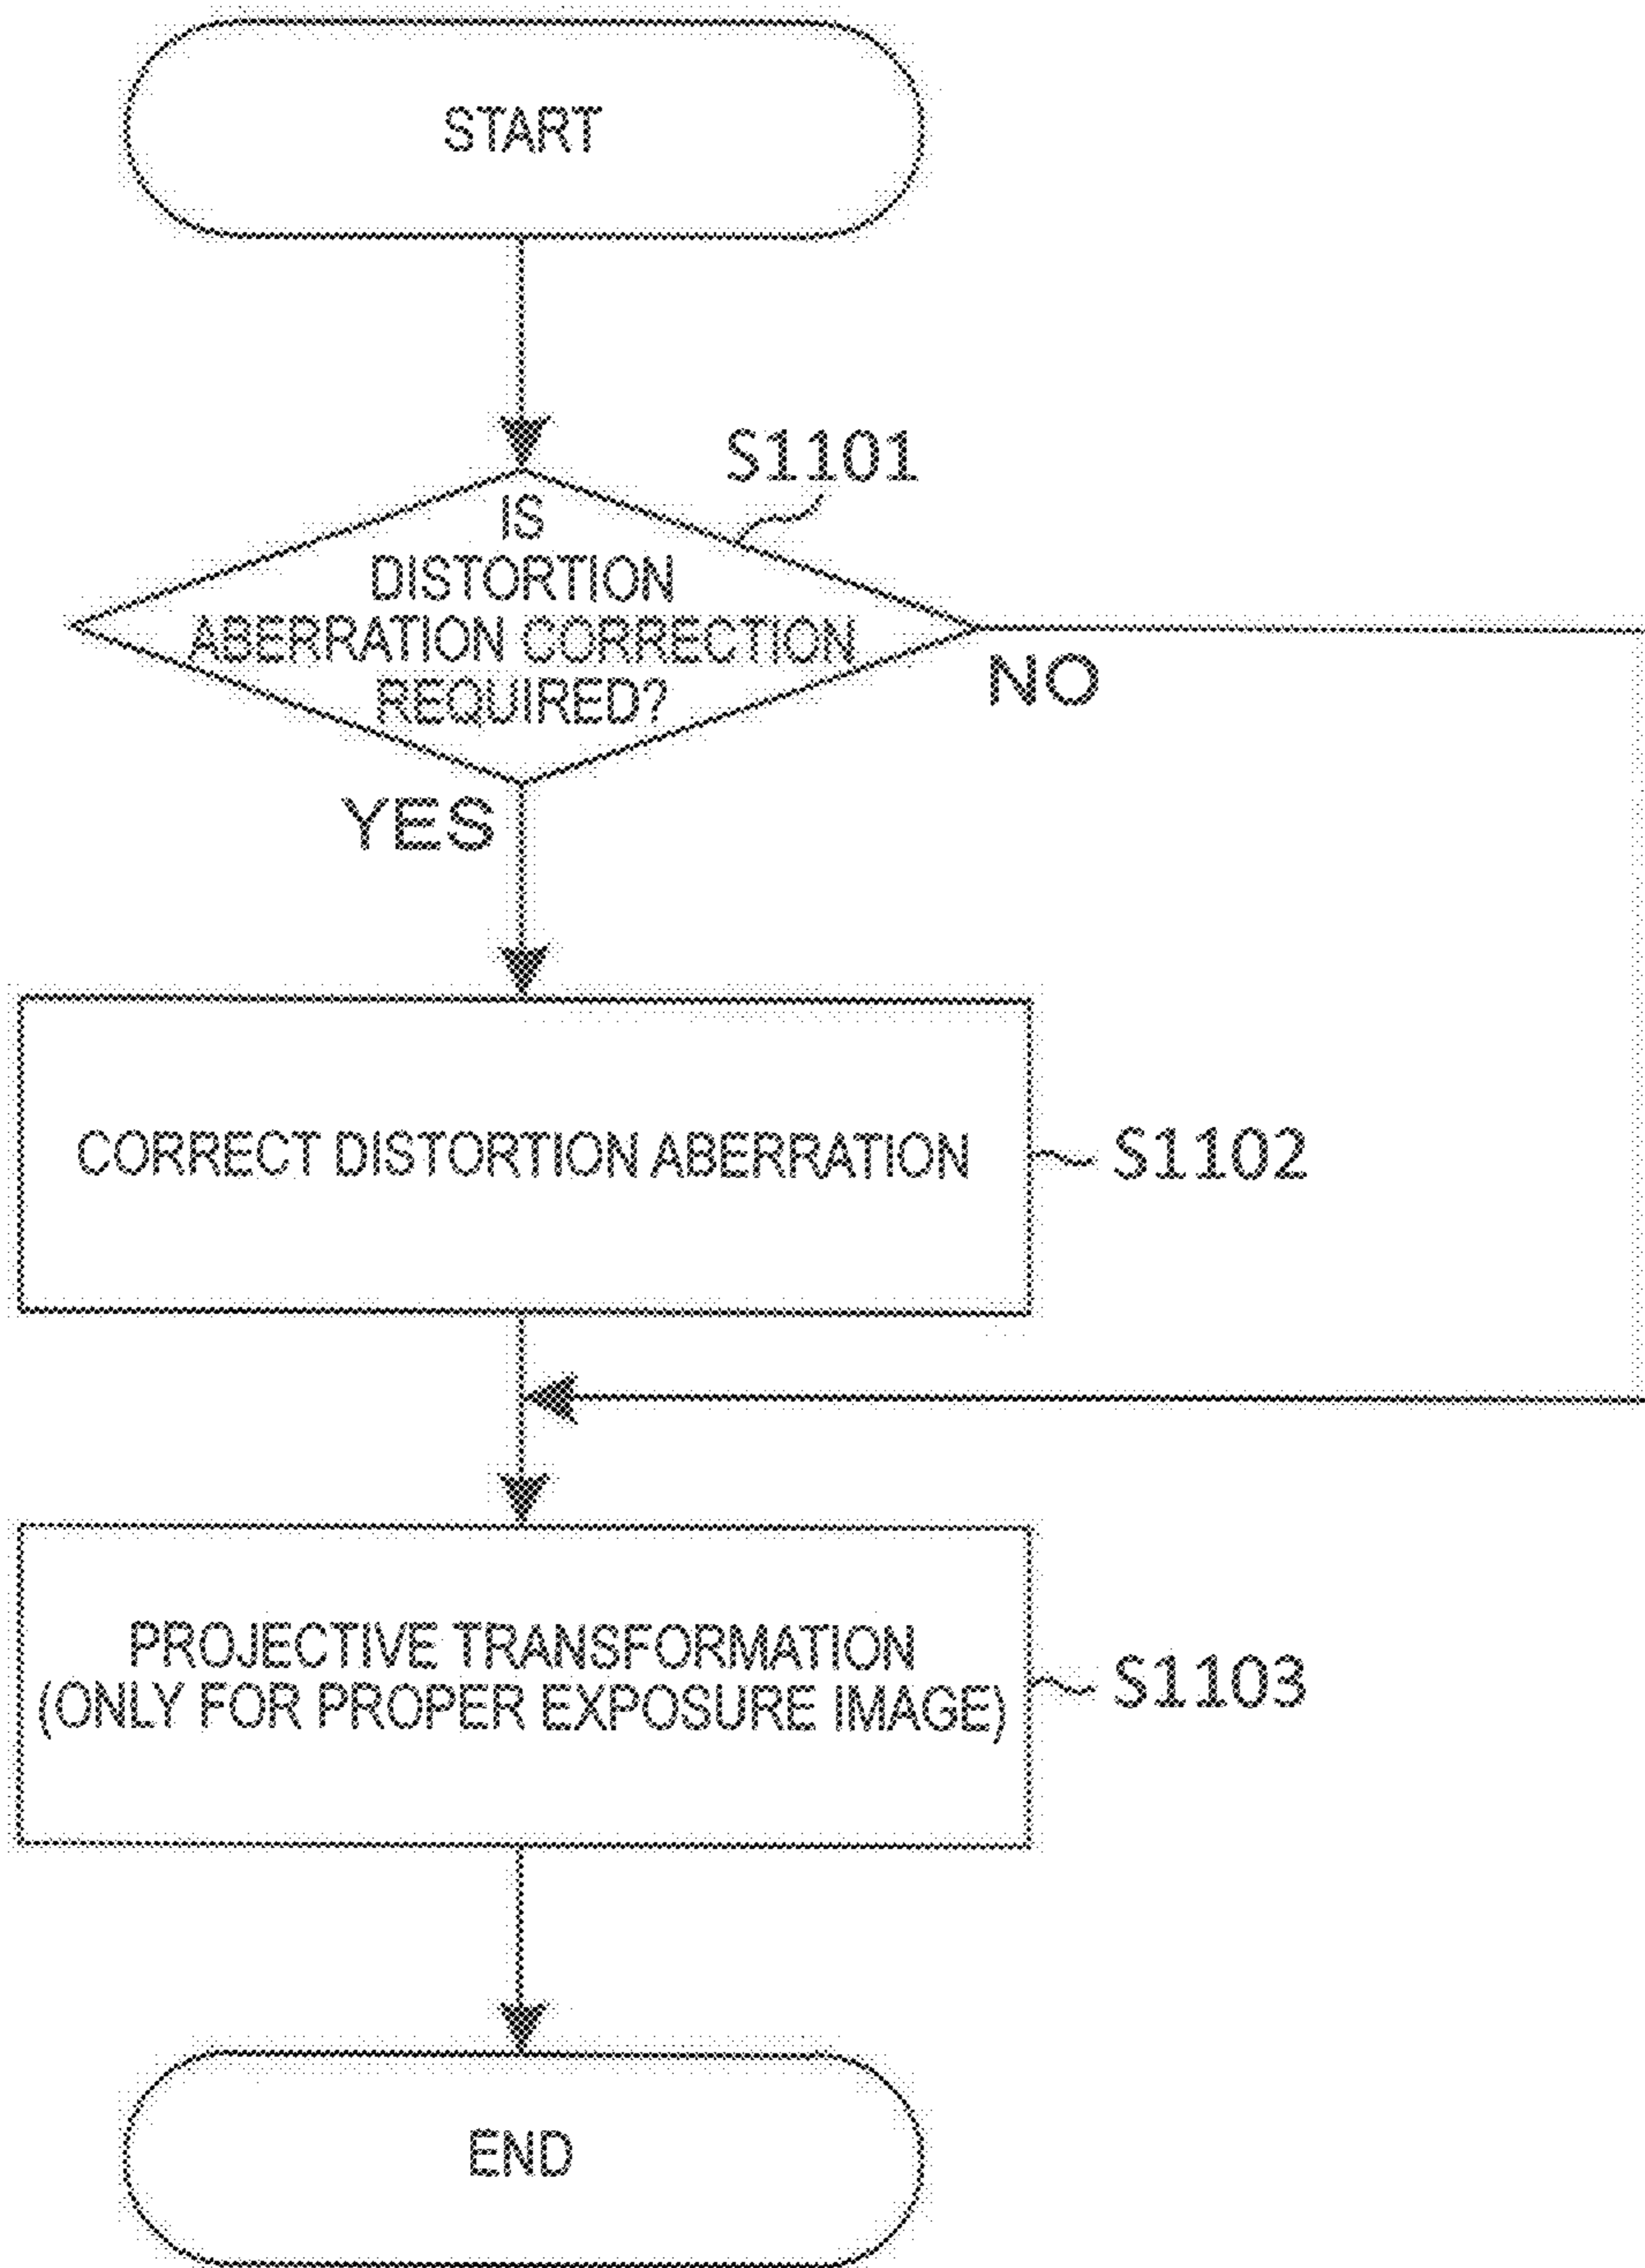 START
S1101
IS
DISTORTION
ABERRATION CORRECTION
REQUIRED?
NO
YES
CORRECT DISTORTION ABERRATION
S1102
PROJECTIVE TRANSFORMATION
(ONLY FOR PROPER EXPOSURE IMAGE)
S1103
END